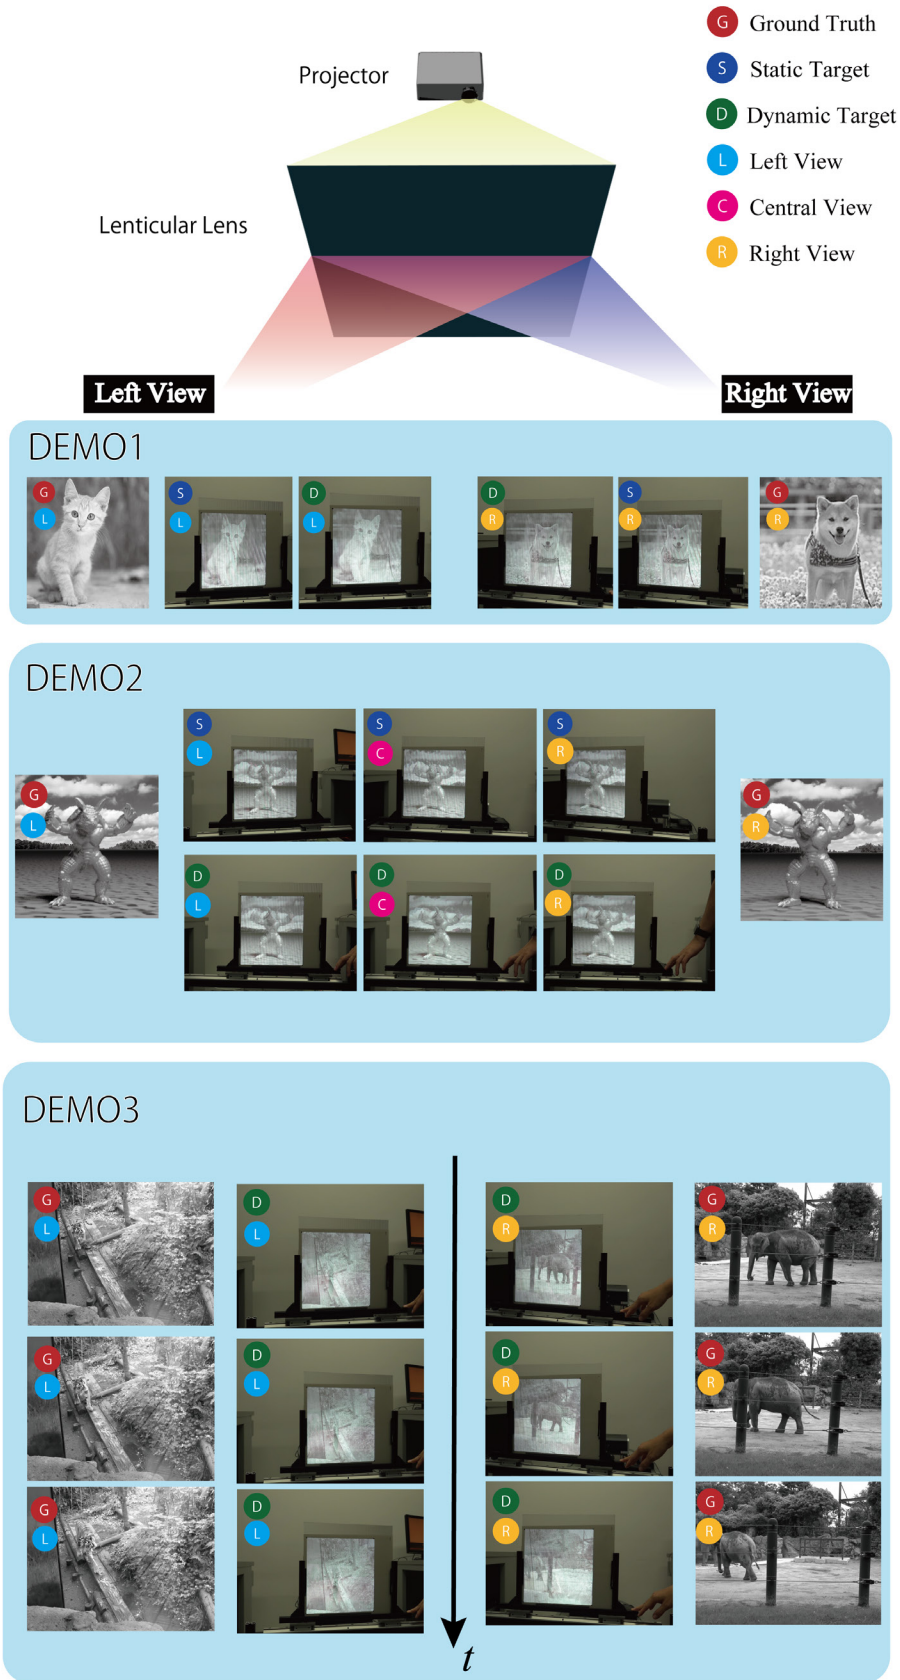 G Ground Truth
Projector
S Static Target
D Dynamic Target
L Left View
Lenticular Lens
C Central View
R Right View
Left View
Right View
DEMO1
G
S
D
D
S
G
L
L
L
R
R
R
DEMO2
S
S
S
L
C
R
G
G
L
R
D
D
D
L
C
R
DEMO3
G
D
D
G
L
L
R
R
G
D
D
G
L
L
R
R
G
D
D
G
L
L
R
R
t